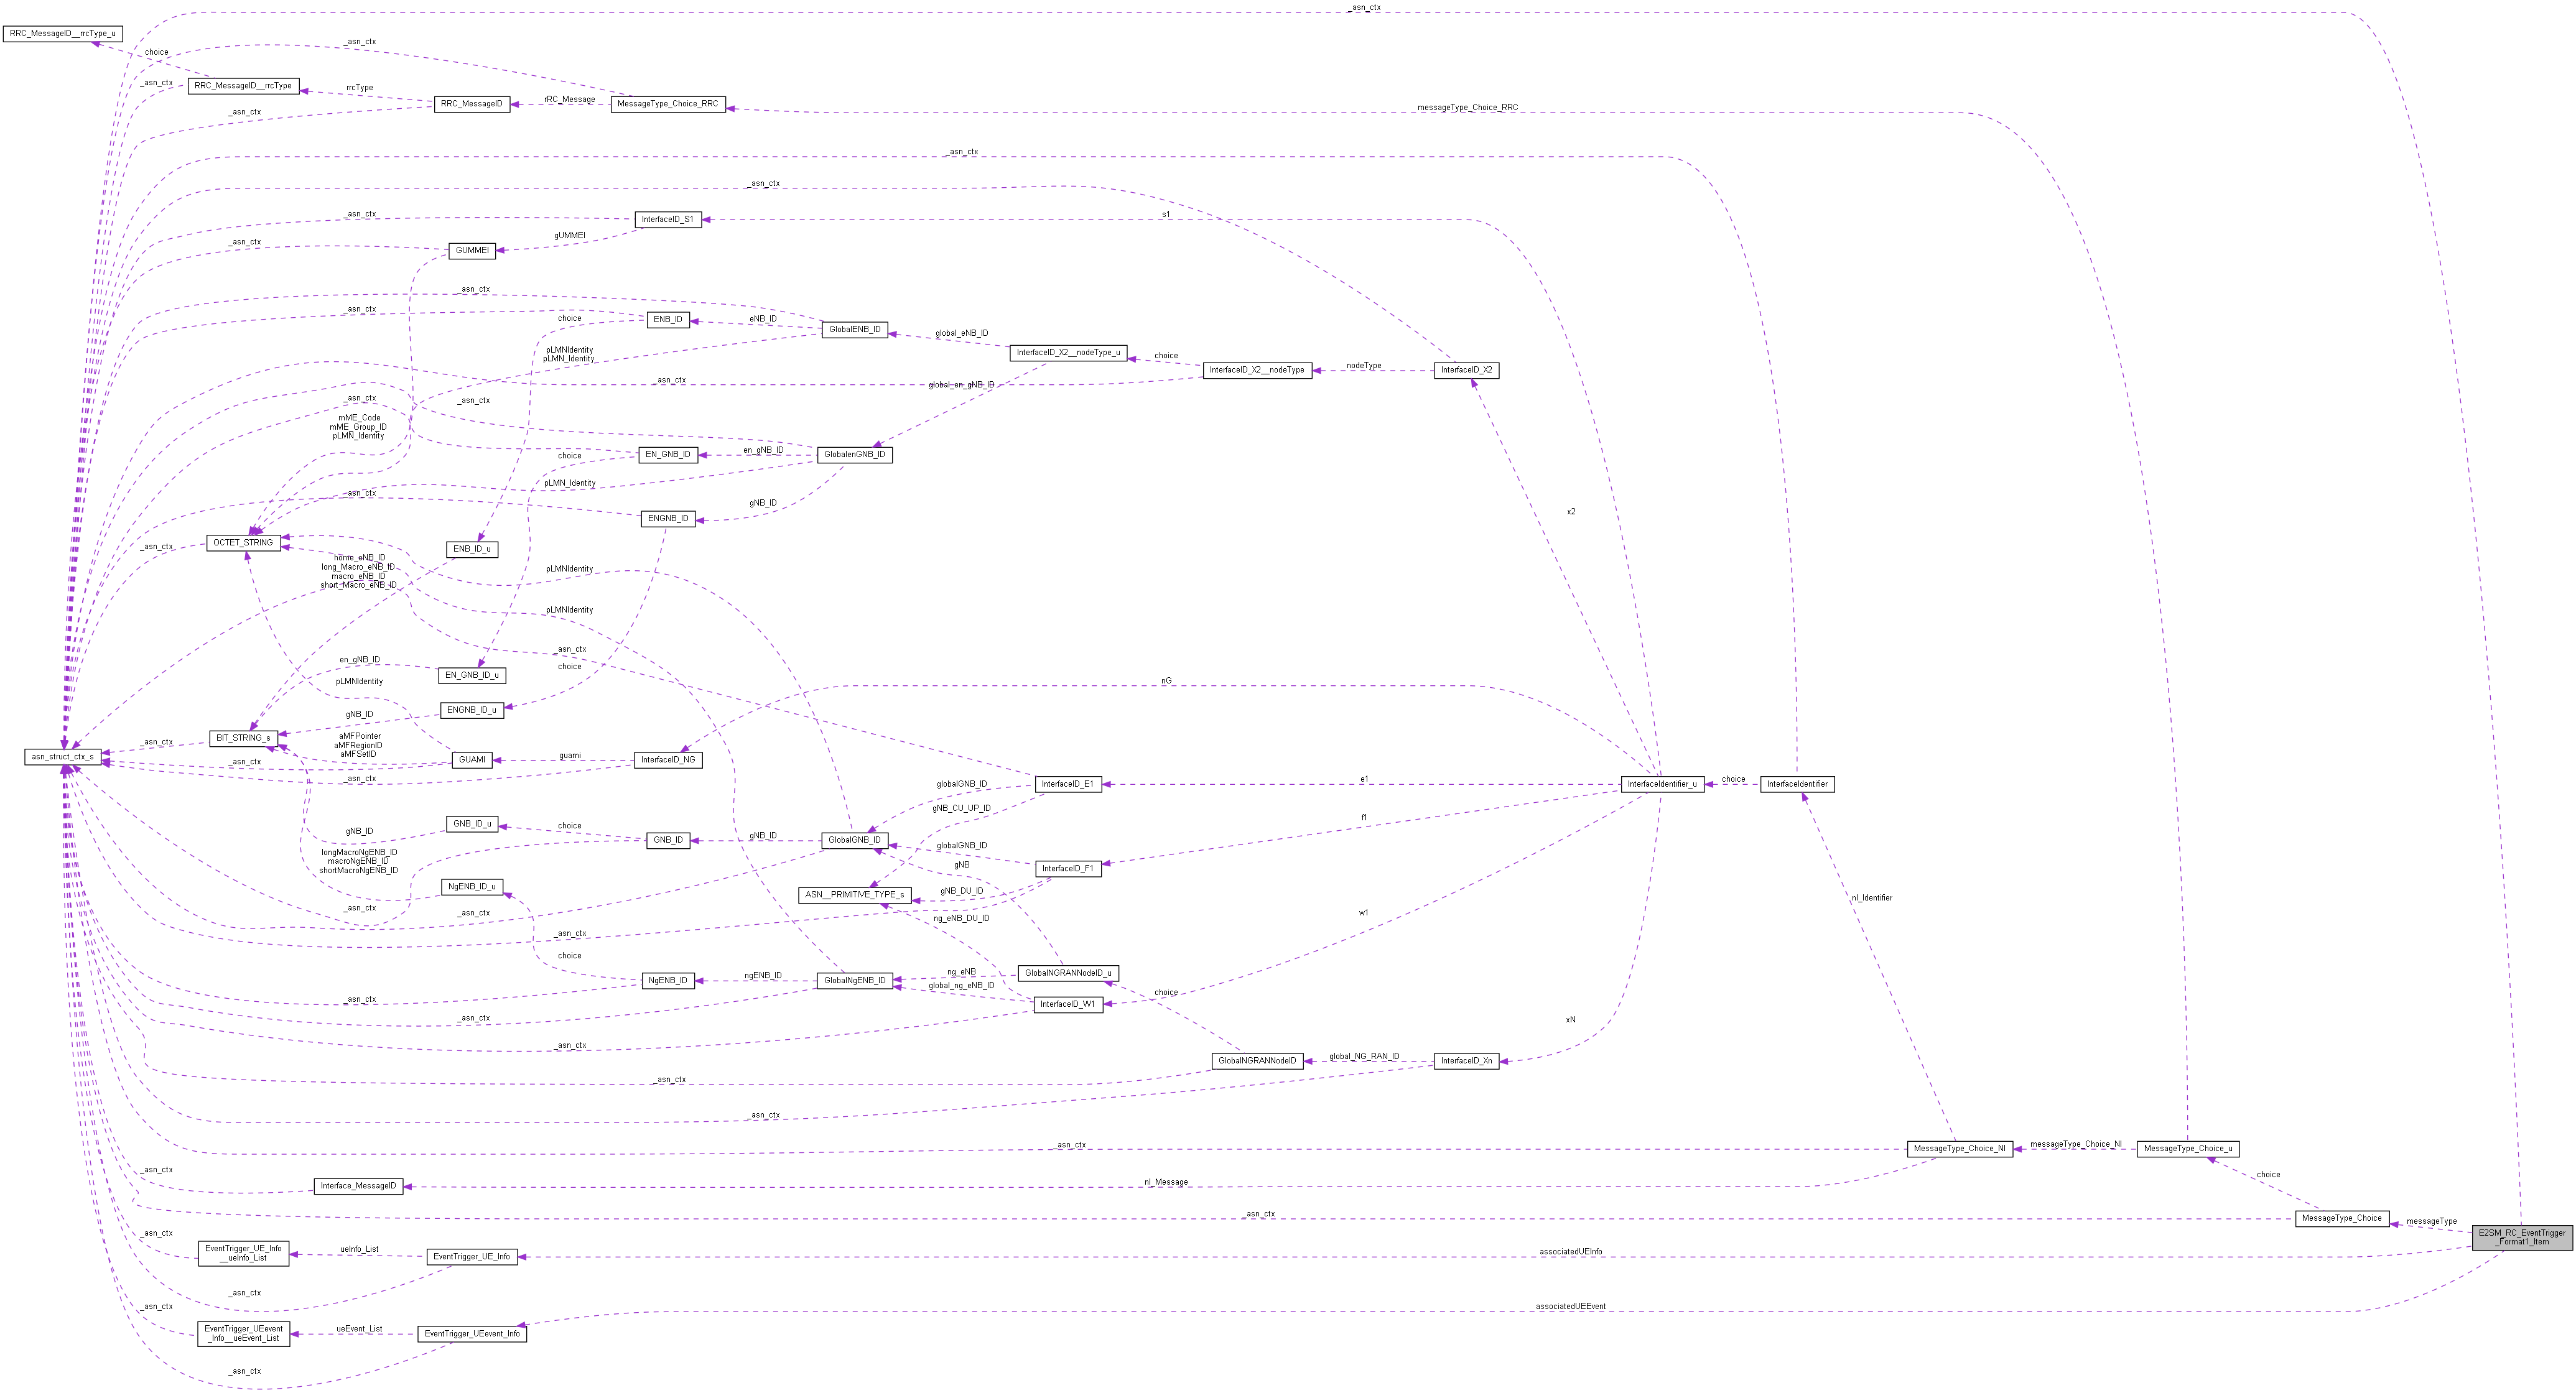 _asn_ctx
RRC_MessageID__rrcType_u
_asn_ctx
choice
_asn_ctx
RRC_MessageID__rrcType
rrcType
RRC_MessageID
rRC_Message
MessageType_Choice_RRC
messageType_Choice_RRC
_asn_ctx
_asn_ctx
_asn_ctx
_asn_ctx
InterfaceID_S1
s1
gUMMEI
_asn_ctx
GUMMEI
_asn_ctx
_asn_ctx
choice
ENB_ID
eNB_ID
GlobalENB_ID
global_eNB_ID
pLMNIdentity
pLMN_Identity
InterfaceID_X2__nodeType_u
choice
InterfaceID_X2__nodeType
nodeType
InterfaceID_X2
_asn_ctx
global_en_gNB_ID
_asn_ctx
_asn_ctx
mME_Code
mME_Group_ID
pLMN_Identity
choice
EN_GNB_ID
en_gNB_ID
GlobalenGNB_ID
pLMN_Identity
_asn_ctx
gNB_ID
x2
ENGNB_ID
OCTET_STRING
_asn_ctx
ENB_ID_u
home_eNB_ID
long_Macro_eNB_ID
macro_eNB_ID
short_Macro_eNB_ID
pLMNIdentity
pLMNIdentity
_asn_ctx
en_gNB_ID
choice
EN_GNB_ID_u
pLMNIdentity
nG
gNB_ID
ENGNB_ID_u
BIT_STRING_s
_asn_ctx
aMFPointer
aMFRegionID
aMFSetID
asn_struct_ctx_s
_asn_ctx
GUAMI
guami
InterfaceID_NG
_asn_ctx
globalGNB_ID
InterfaceID_E1
e1
InterfaceIdentifier_u
choice
InterfaceIdentifier
gNB_CU_UP_ID
f1
GNB_ID_u
gNB_ID
choice
GNB_ID
gNB_ID
GlobalGNB_ID
globalGNB_ID
longMacroNgENB_ID
macroNgENB_ID
shortMacroNgENB_ID
gNB
InterfaceID_F1
NgENB_ID_u
ASN__PRIMITIVE_TYPE_s
gNB_DU_ID
nI_Identifier
_asn_ctx
_asn_ctx
ng_eNB_DU_ID
w1
_asn_ctx
choice
ng_eNB
GlobalNGRANNodeID_u
NgENB_ID
ngENB_ID
GlobalNgENB_ID
global_ng_eNB_ID
choice
_asn_ctx
InterfaceID_W1
_asn_ctx
xN
_asn_ctx
GlobalNGRANNodeID
global_NG_RAN_ID
InterfaceID_Xn
_asn_ctx
_asn_ctx
_asn_ctx
MessageType_Choice_NI
messageType_Choice_NI
MessageType_Choice_u
_asn_ctx
Interface_MessageID
nI_Message
choice
_asn_ctx
MessageType_Choice
messageType
E2SM_RC_EventTrigger
_Format1_Item
_asn_ctx
EventTrigger_UE_Info
__ueInfo_List
ueInfo_List
EventTrigger_UE_Info
associatedUEInfo
_asn_ctx
_asn_ctx
associatedUEEvent
EventTrigger_UEevent
_Info__ueEvent_List
ueEvent_List
EventTrigger_UEevent_Info
_asn_ctx